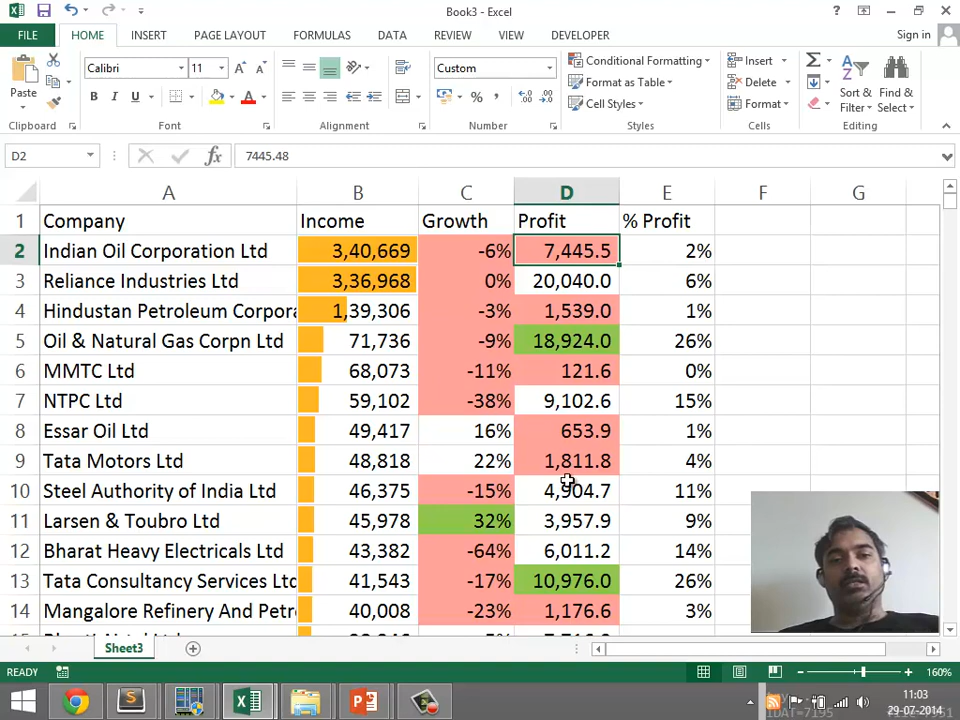 Book3 - Excel
?
FILE HOME INSERT PAGE LAYOUT FORMULAS DATA REVIEW VIEW DEVELOPER Sign in
Paste
Calibri 11
B I U
Custom
% ,
Conditional Formatting
Format as Table
Cell Styles
Insert
Delete
Format
Sort & Filter
Find & Select
Clipboard Font Alignment Number Styles Cells Editing
D2 fx 7445.48
A B C D E F G
1 Company Income Growth Profit % Profit
2 Indian Oil Corporation Ltd 3,40,669 -6% 7,445.5 2%
3 Reliance Industries Ltd 3,36,968 0% 20,040.0 6%
4 Hindustan Petroleum Corpora 1,39,306 -3% 1,539.0 1%
5 Oil & Natural Gas Corpn Ltd 71,736 -9% 18,924.0 26%
6 MMTC Ltd 68,073 -11% 121.6 0%
7 NTPC Ltd 59,102 -38% 9,102.6 15%
8 Essar Oil Ltd 49,417 16% 653.9 1%
9 Tata Motors Ltd 48,818 22% 1,811.8 4%
10 Steel Authority of India Ltd 46,375 -15% 4,904.7 11%
11 Larsen & Toubro Ltd 45,978 32% 3,957.9 9%
12 Bharat Heavy Electricals Ltd 43,382 -64% 6,011.2 14%
13 Tata Consultancy Services Ltd 41,543 -17% 10,976.0 26%
14 Mangalore Refinery And Petr 40,008 -23% 1,176.6 3%
Sheet3
READY 160%
11:03
29-07-2014